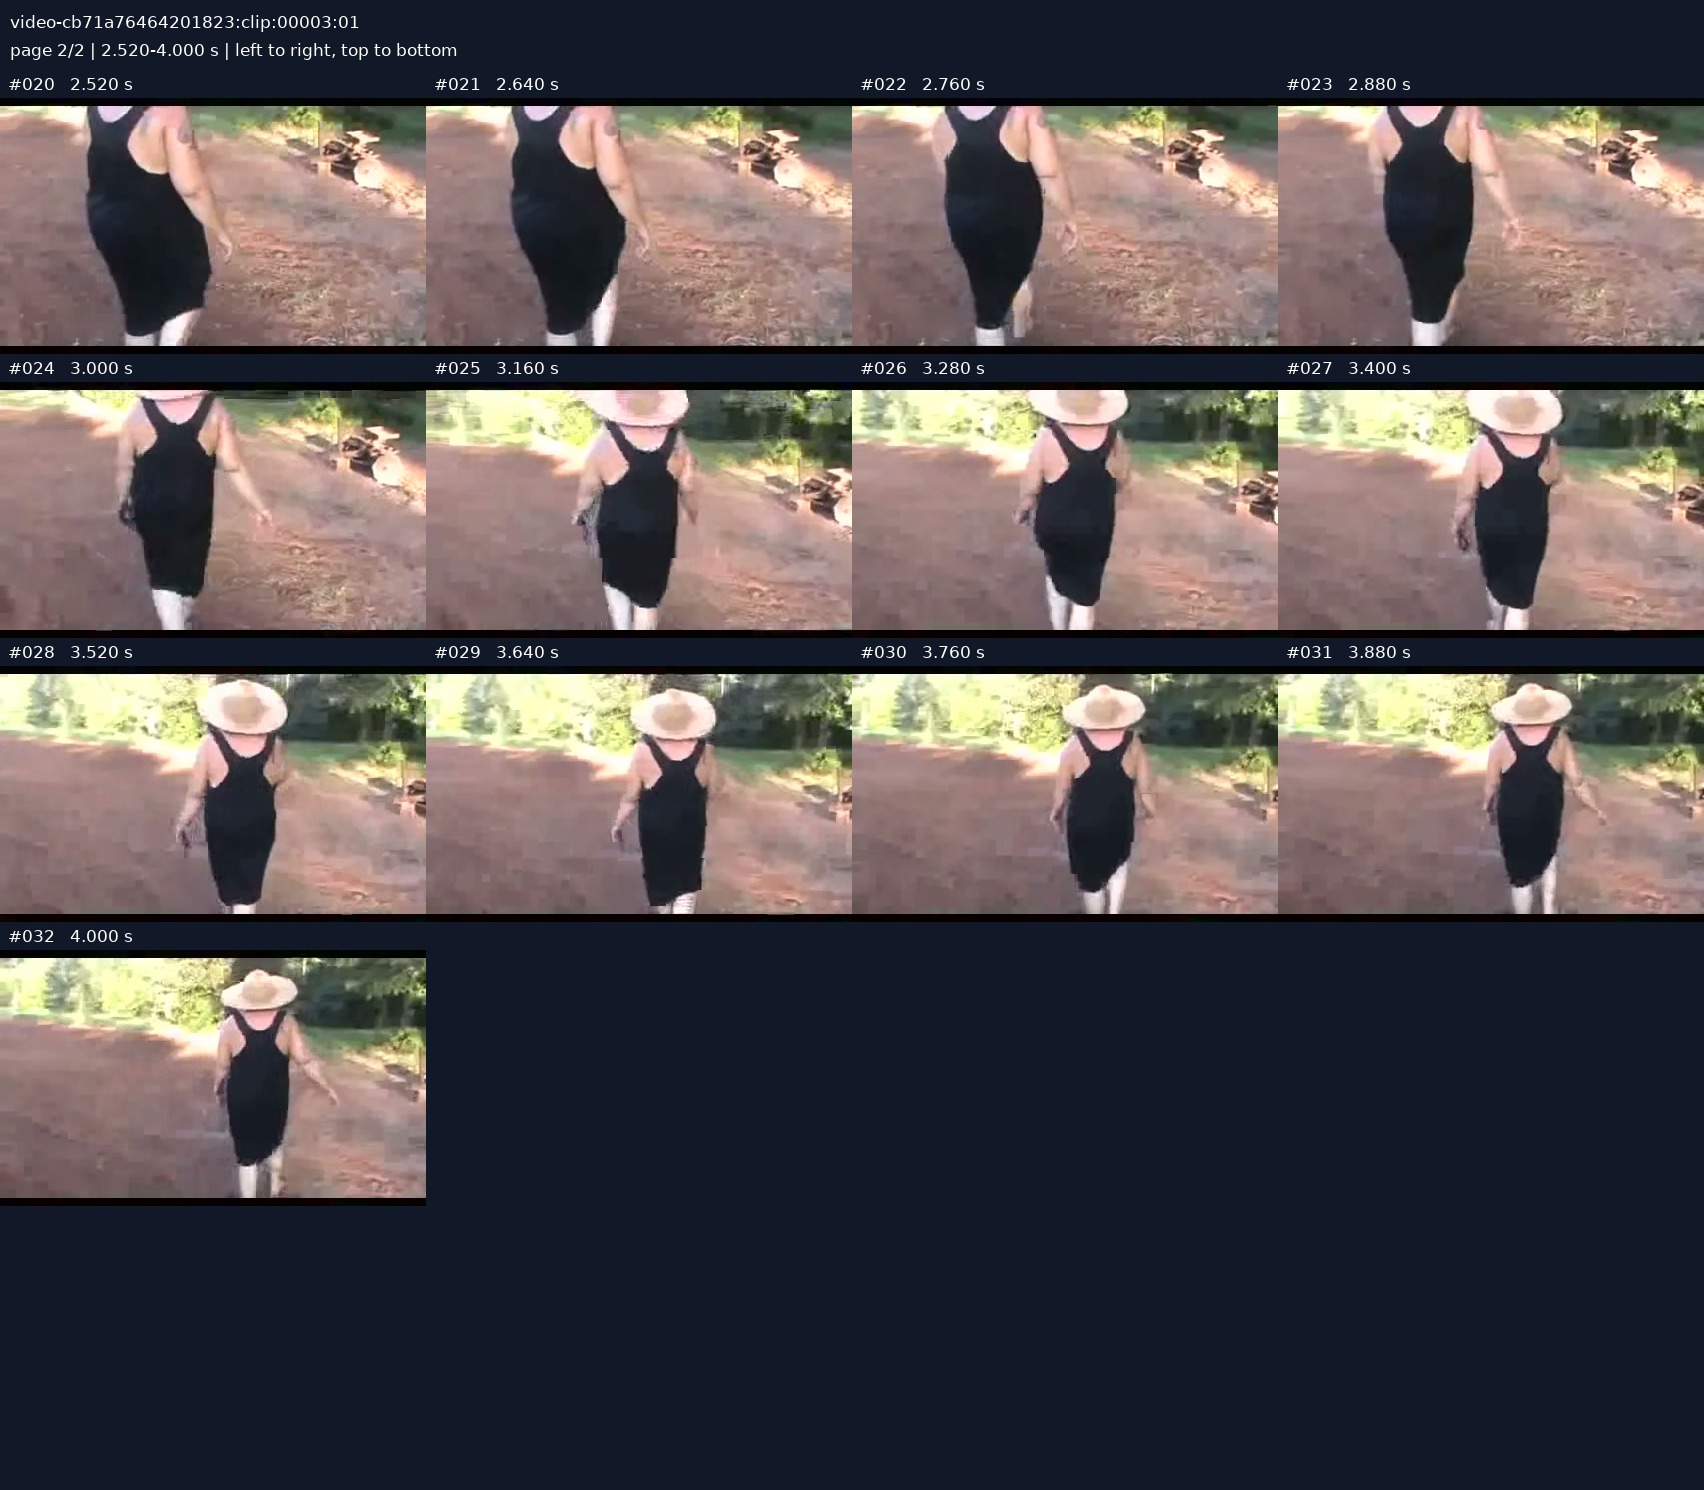 video-cb71a76464201823:clip:00003:01
page 2/2 | 2.520-4.000 s | left to right, top to bottom
#020 2.520 s
#021 2.640 s
#022 2.760 s
#023 2.880 s
#024 3.000 s
#025 3.160 s
#026 3.280 s
#027 3.400 s
#028 3.520 s
#029 3.640 s
#030 3.760 s
#031 3.880 s
#032 4.000 s